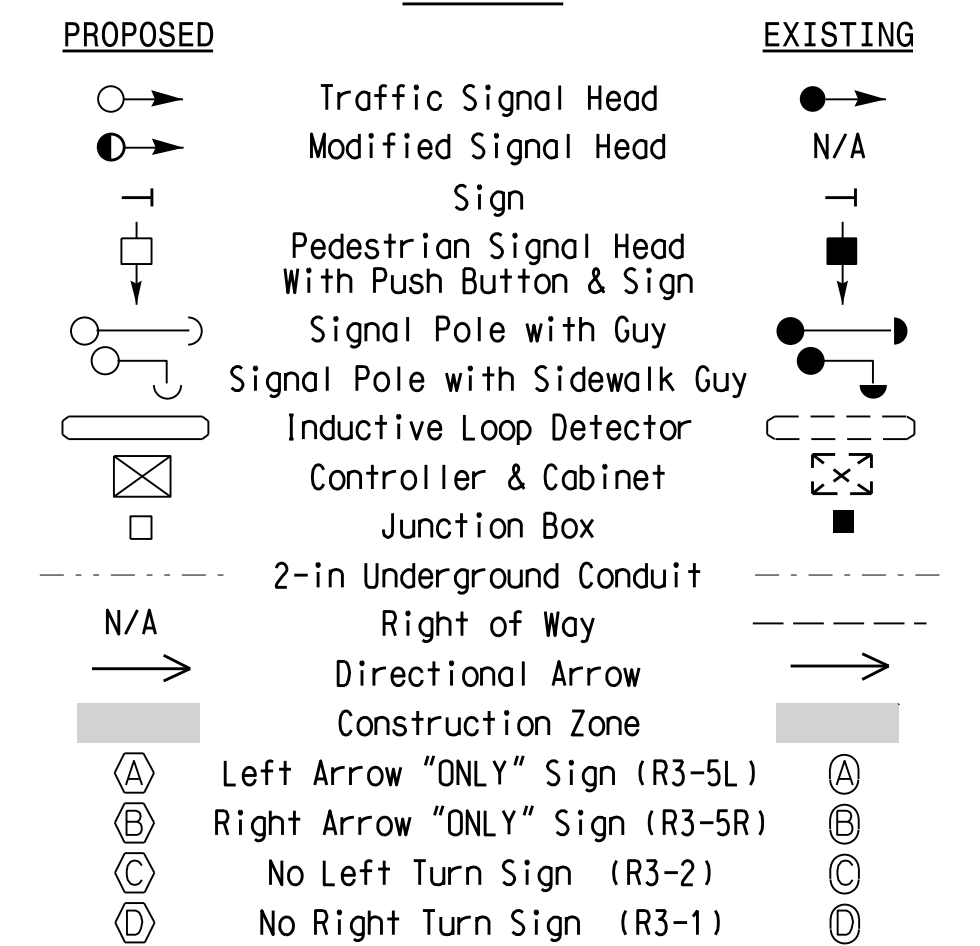 PROPOSED EXISTING
Traffic Signal Head
Modified Signal Head N/A
Sign
Pedestrian Signal Head
With Push Button & Sign
Signal Pole with Guy
Signal Pole with Sidewalk Guy
Inductive Loop Detector
Controller & Cabinet
Junction Box
2-in Underground Conduit
N/A Right of Way
Directional Arrow
Construction Zone
A Left Arrow "ONLY" Sign (R3-5L) A
B Right Arrow "ONLY" Sign (R3-5R) B
C No Left Turn Sign (R3-2) C
D No Right Turn Sign (R3-1) D